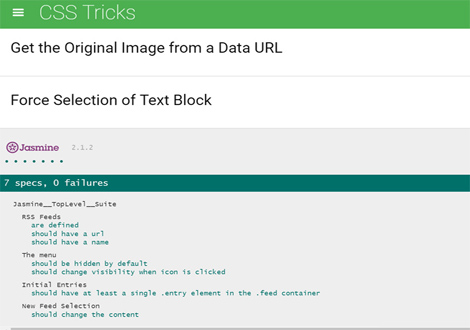 CSS Tricks
Get the Original Image from a Data URL
Force Selection of Text Block
Jasmine 2.1.2
7 specs, 0 failures
Jasmine__TopLevel__Suite
RSS Feeds
are defined
should have a url
should have a name
The menu
should be hidden by default
should change visibility when icon is clicked
Initial Entries
should have at least a single .entry element in the .feed container
New Feed Selection
should change the content